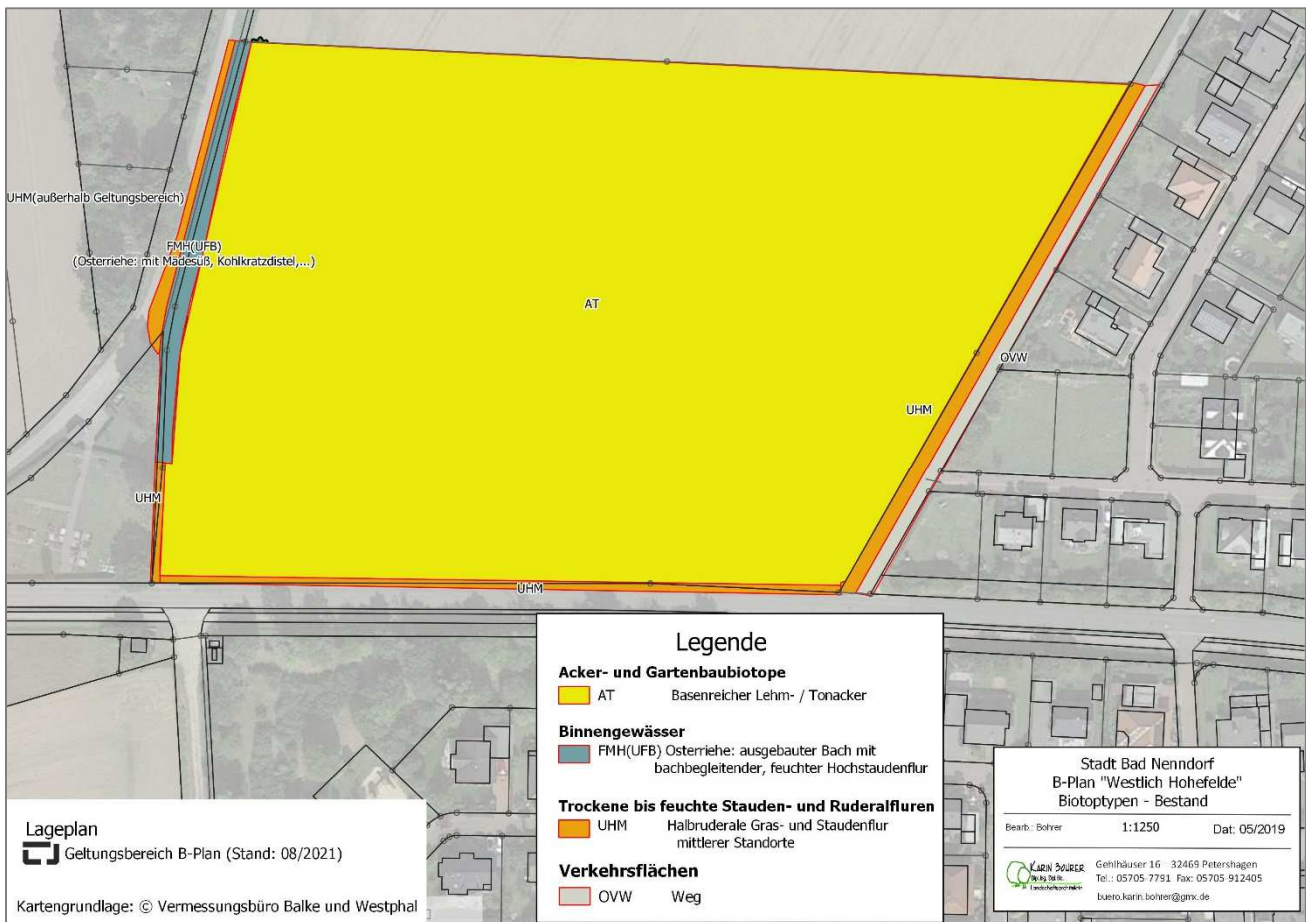 UHM(außerhalb Geltungsbereich)
FMH(UFB)
(Osterriehe: mit Mädesüß, Kohlkratzdistel,...)
AT
OVW
UHM
UHM
UHM
Legende
Acker- und Gartenbaubiotope
AT Basenreicher Lehm- / Tonacker
Binnengewässer
FMH(UFB) Osterriehe: ausgebauter Bach mit
bachbegleitender, feuchter Hochstaudenflur
Trockene bis feuchte Stauden- und Ruderalfluren
UHM Halbruderale Gras- und Staudenflur
mittlerer Standorte
Verkehrsflächen
OVW Weg
Lageplan
Geltungsbereich B-Plan (Stand: 08/2021)
Kartengrundlage: © Vermessungsbüro Balke und Westphal
Stadt Bad Nenndorf
B-Plan "Westlich Hohefelde"
Biotoptypen - Bestand
Bearb.: Bohrer 1:1250 Dat: 05/2019
KARIN BOHRER
Landschaftsarchitektin
Gehlhäuser 16 32469 Petershagen
Tel.: 05705-7791 Fax: 05705-912405
buero.karin.bohrer@gmx.de